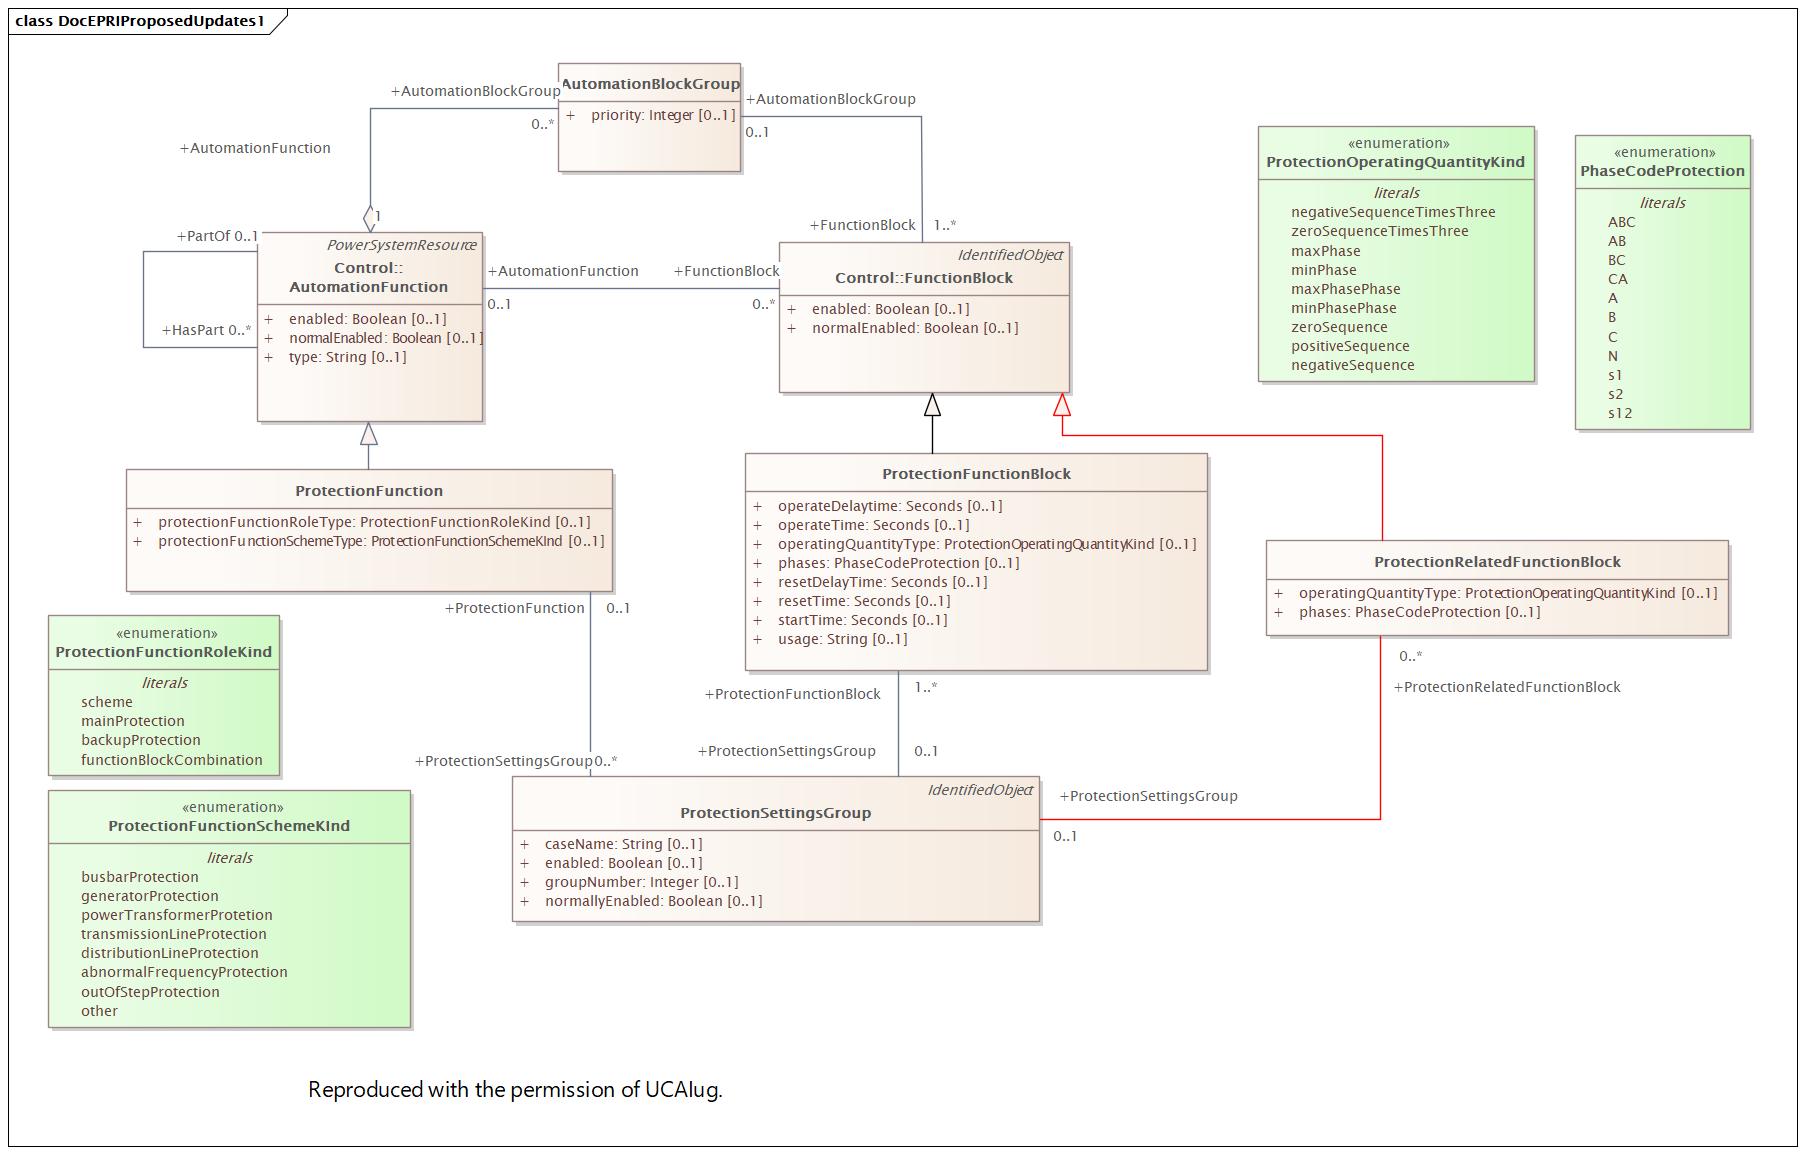 class DocEPRIProposedUpdates1
AutomationBlockGroup
+ priority: Integer [0..1]
+AutomationBlockGroup
0..*
+AutomationBlockGroup
0..1
+AutomationFunction
1
+FunctionBlock 1..*
+PartOf 0..1
+HasPart 0..*
PowerSystemResource
Control::
AutomationFunction
+ enabled: Boolean [0..1]
+ normalEnabled: Boolean [0..1]
+ type: String [0..1]
+AutomationFunction
0..1
+FunctionBlock
0..*
IdentifiedObject
Control::FunctionBlock
+ enabled: Boolean [0..1]
+ normalEnabled: Boolean [0..1]
«enumeration»
ProtectionOperatingQuantityKind
literals
negativeSequenceTimesThree
zeroSequenceTimesThree
maxPhase
minPhase
maxPhasePhase
minPhasePhase
zeroSequence
positiveSequence
negativeSequence
«enumeration»
PhaseCodeProtection
literals
ABC
AB
BC
CA
A
B
C
N
s1
s2
s12
ProtectionFunction
+ protectionFunctionRoleType: ProtectionFunctionRoleKind [0..1]
+ protectionFunctionSchemeType: ProtectionFunctionSchemeKInd [0..1]
ProtectionFunctionBlock
+ operateDelaytime: Seconds [0..1]
+ operateTime: Seconds [0..1]
+ operatingQuantityType: ProtectionOperatingQuantityKind [0..1]
+ phases: PhaseCodeProtection [0..1]
+ resetDelayTime: Seconds [0..1]
+ resetTime: Seconds [0..1]
+ startTime: Seconds [0..1]
+ usage: String [0..1]
ProtectionRelatedFunctionBlock
+ operatingQuantityType: ProtectionOperatingQuantityKind [0..1]
+ phases: PhaseCodeProtection [0..1]
+ProtectionFunction 0..1
+ProtectionSettingsGroup 0..*
+ProtectionFunctionBlock 1..*
+ProtectionSettingsGroup 0..1
0..*
+ProtectionRelatedFunctionBlock
+ProtectionSettingsGroup
0..1
«enumeration»
ProtectionFunctionRoleKind
literals
scheme
mainProtection
backupProtection
functionBlockCombination
«enumeration»
ProtectionFunctionSchemeKInd
literals
busbarProtection
generatorProtection
powerTransformerProtetion
transmissionLineProtection
distributionLineProtection
abnormalFrequencyProtection
outOfStepProtection
other
IdentifiedObject
ProtectionSettingsGroup
+ caseName: String [0..1]
+ enabled: Boolean [0..1]
+ groupNumber: Integer [0..1]
+ normallyEnabled: Boolean [0..1]
Reproduced with the permission of UCAIug.